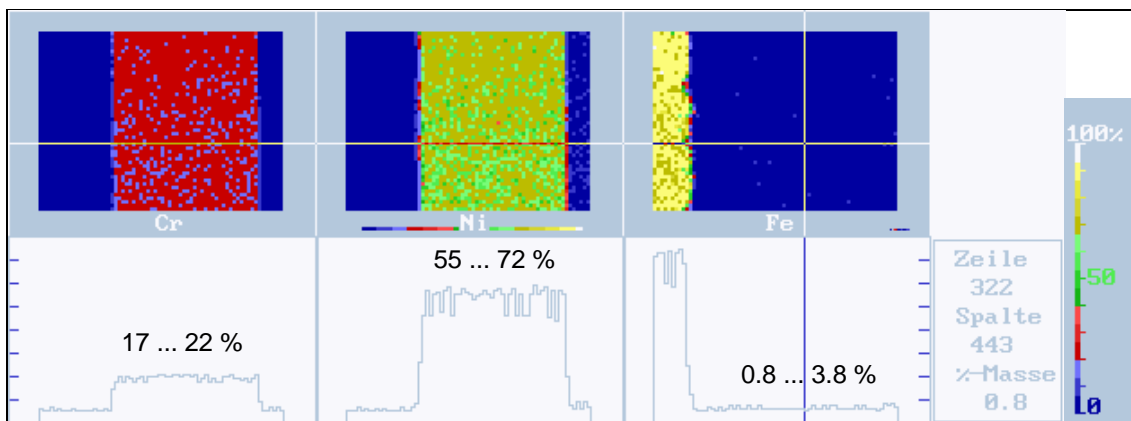 Cr
Ni
Fe
17 ... 22 %
55 ... 72 %
0.8 ... 3.8 %
Zeile
322
Spalte
443
%-Masse
0.8
100%
50
0